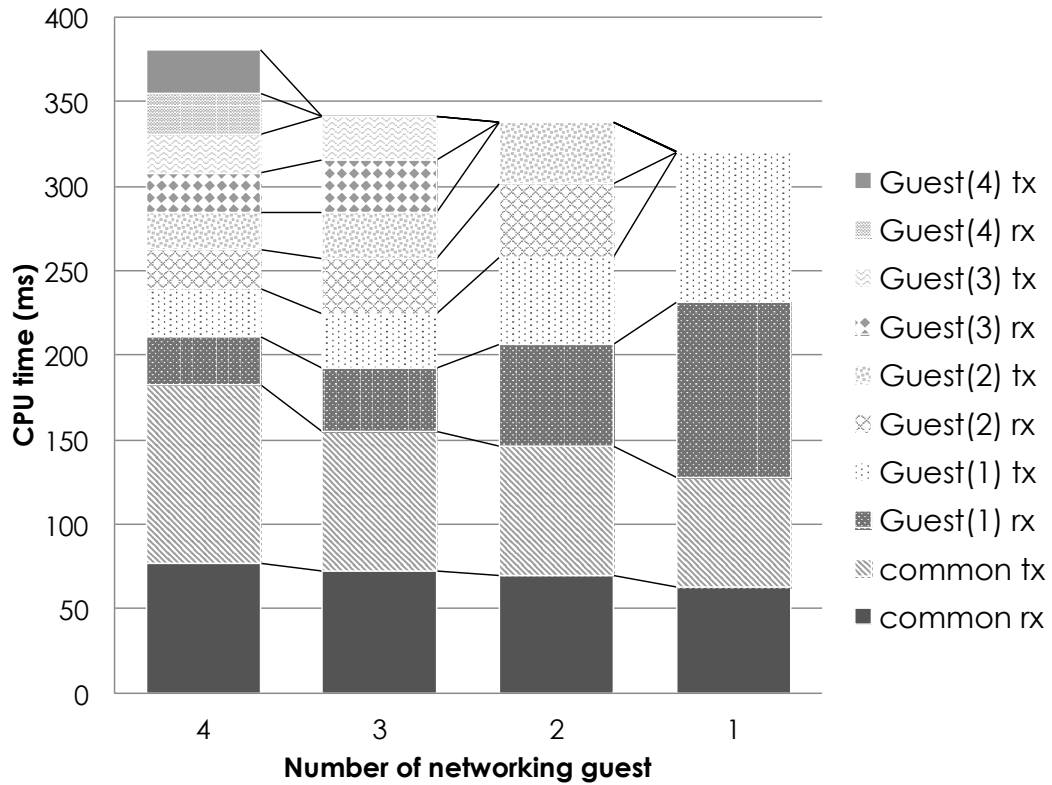 400
350
300
250
200
150
100
50
0
CPU time (ms)
4 3 2 1
Number of networking guest
Guest(4) tx
Guest(4) rx
Guest(3) tx
Guest(3) rx
Guest(2) tx
Guest(2) rx
Guest(1) tx
Guest(1) rx
common tx
common rx